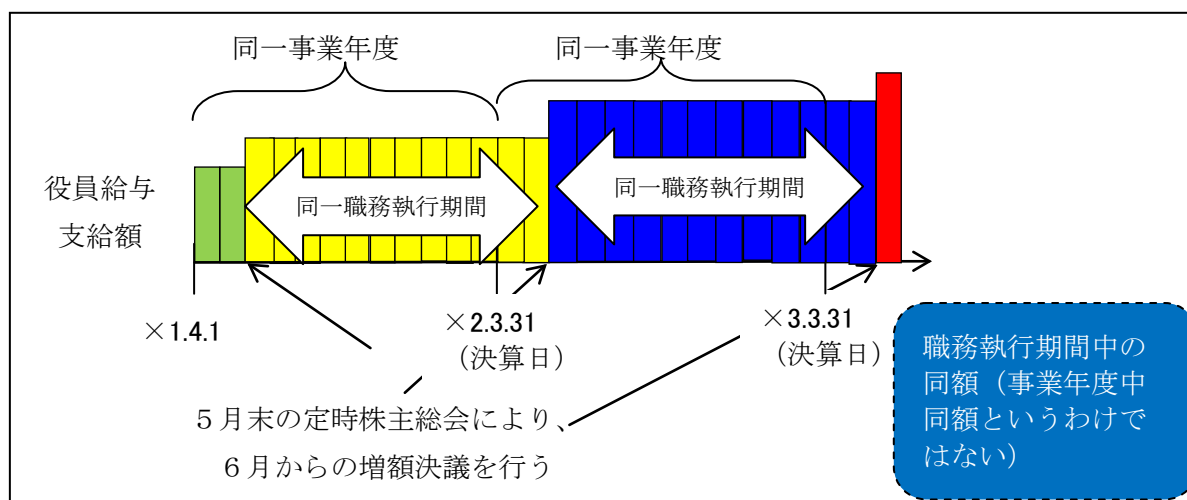 同一事業年度
同一事業年度
役員給与
支給額
同一職務執行期間
同一職務執行期間
×1.4.1
×2.3.31
（決算日）
×3.3.31
（決算日）
５月末の定時株主総会により、
６月からの増額決議を行う
職務執行期間中の
同額（事業年度中
同額というわけで
はない）